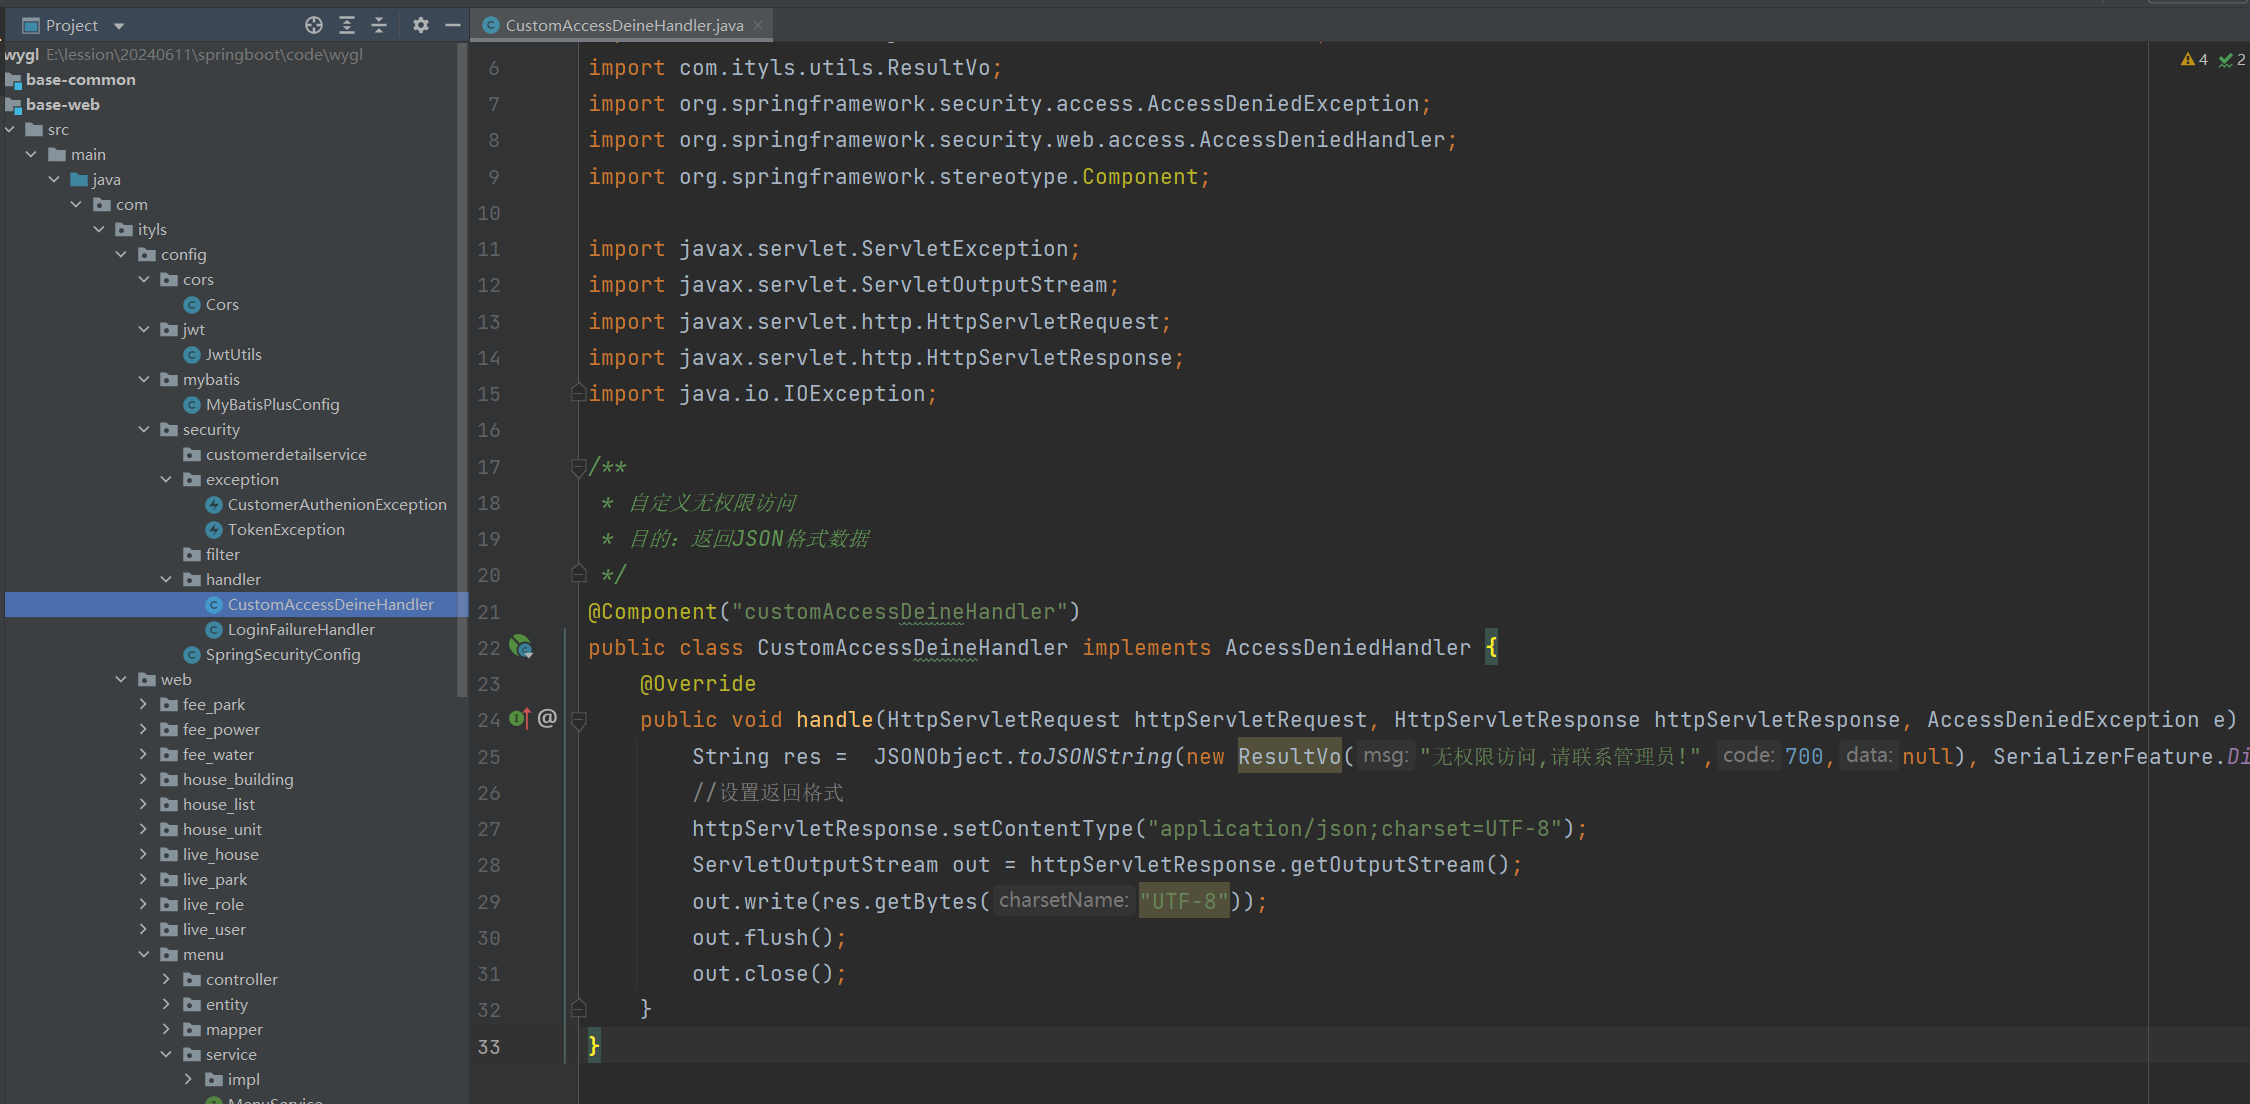 Project
wygl E:\lession\20240611\springboot\code\wygl
base-common
base-web
src
main
java
com
ityls
config
cors
Cors
jwt
JwtUtils
mybatis
MyBatisPlusConfig
security
customerdetailservice
exception
CustomerAuthenionException
TokenException
filter
handler
CustomAccessDeineHandler
LoginFailureHandler
SpringSecurityConfig
web
fee_park
fee_power
fee_water
house_building
house_list
house_unit
live_house
live_park
live_role
live_user
menu
controller
entity
mapper
service
impl
MenuService
CustomAccessDeineHandler.java
4 2
6 import com.ityls.utils.ResultVo;
7 import org.springframework.security.access.AccessDeniedException;
8 import org.springframework.security.web.access.AccessDeniedHandler;
9 import org.springframework.stereotype.Component;
10
11 import javax.servlet.ServletException;
12 import javax.servlet.ServletOutputStream;
13 import javax.servlet.http.HttpServletRequest;
14 import javax.servlet.http.HttpServletResponse;
15 import java.io.IOException;
16
17 /**
18 * 自定义无权限访问
19 * 目的：返回JSON格式数据
20 */
21 @Component("customAccessDeineHandler")
22 public class CustomAccessDeineHandler implements AccessDeniedHandler {
23 @Override
24 public void handle(HttpServletRequest httpServletRequest, HttpServletResponse httpServletResponse, AccessDeniedException e)
25 String res = JSONObject.toJSONString(new ResultVo( msg: "无权限访问,请联系管理员!", code: 700, data: null), SerializerFeature.Di
26 //设置返回格式
27 httpServletResponse.setContentType("application/json;charset=UTF-8");
28 ServletOutputStream out = httpServletResponse.getOutputStream();
29 out.write(res.getBytes( charsetName: "UTF-8"));
30 out.flush();
31 out.close();
32 }
33 }